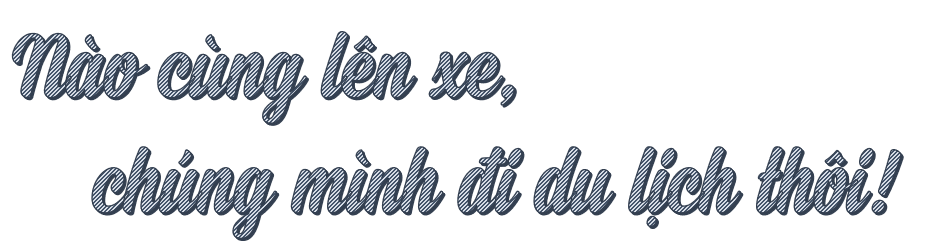 Nào cùng lên xe,
chúng mình đi du lịch thôi!